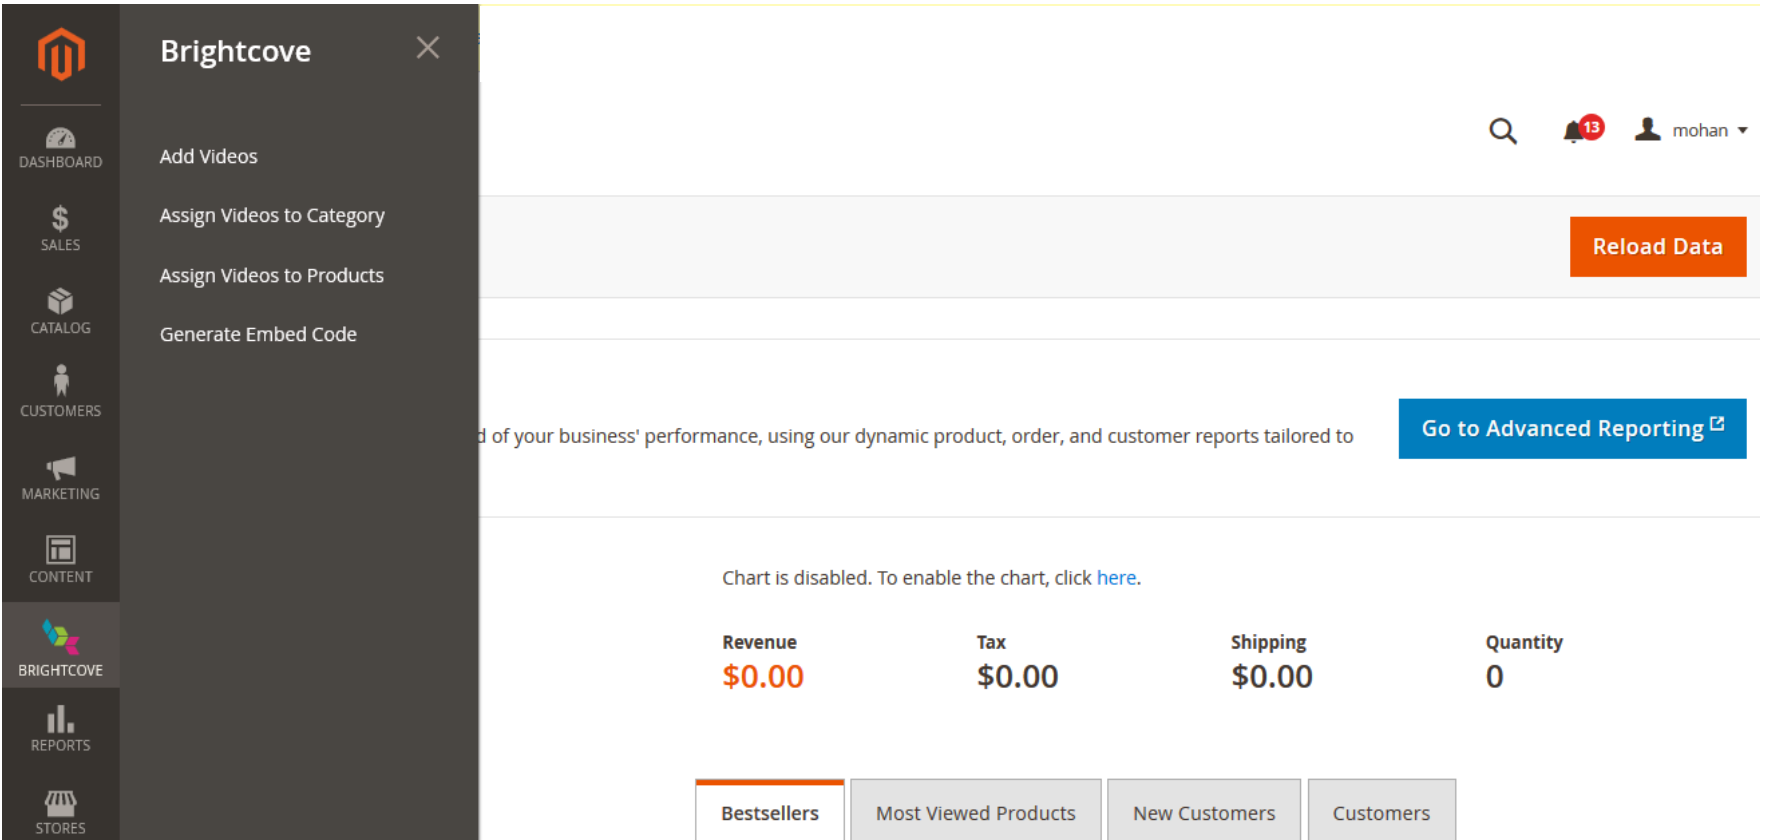 DASHBOARD
SALES
CATALOG
CUSTOMERS
MARKETING
CONTENT
BRIGHTCOVE
REPORTS
STORES
Brightcove
Add Videos
Assign Videos to Category
Assign Videos to Products
Generate Embed Code
13
mohan
Reload Data
d of your business' performance, using our dynamic product, order, and customer reports tailored to
Go to Advanced Reporting
Chart is disabled. To enable the chart, click here.
Revenue Tax Shipping Quantity
$0.00 $0.00 $0.00 0
Bestsellers Most Viewed Products New Customers Customers